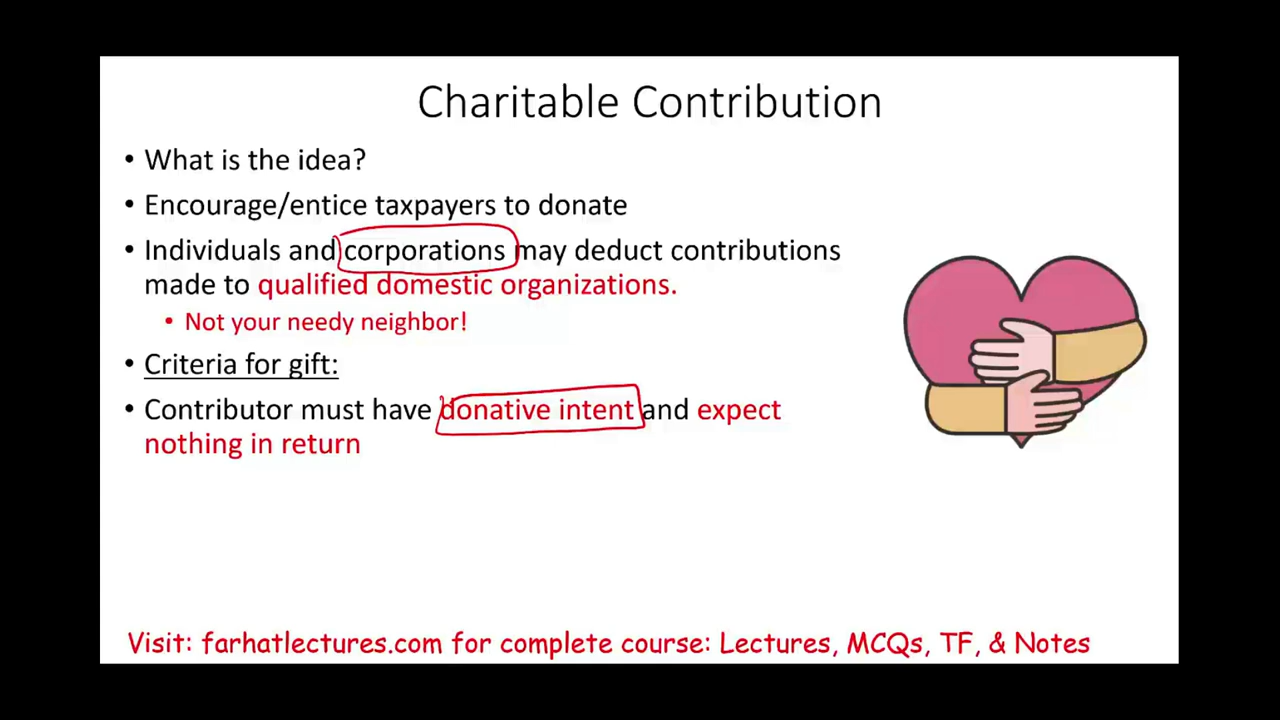 Charitable Contribution
• What is the idea?
• Encourage/entice taxpayers to donate
• Individuals and corporations may deduct contributions
made to qualified domestic organizations.
• Not your needy neighbor!
• Criteria for gift:
• Contributor must have donative intent and expect
nothing in return
Visit: farhatlectures.com for complete course: Lectures, MCQs, TF, & Notes